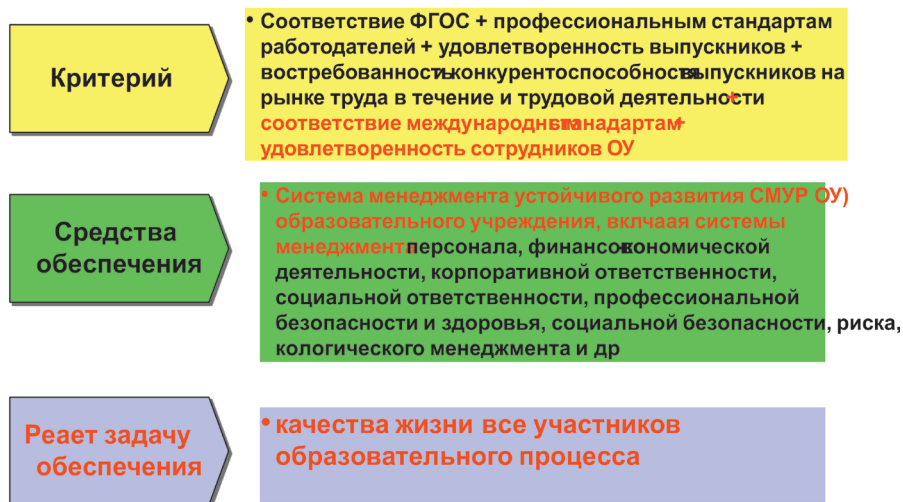 Критерий
• Соответствие ФГОС + профессиональным стандартам
работодателей + удовлетворенность выпускников +
востребованность конкурентоспособность выпускников на
рынке труда в течение и трудовой деятельности +
соответствие международным станадартам +
удовлетворенность сотрудников ОУ
Средства
обеспечения
• Система менеджмента устойчивого развития СМУР ОУ)
образовательного учреждения, вклчаая системы
менеджмента персонала, финансов кономической
деятельности, корпоративной ответственности,
социальной ответственности, профессиональной
безопасности и здоровья, социальной безопасности, риска,
кологического менеджмента и др
Реает задачу
обеспечения
• качества жизни все участников
образовательного процесса